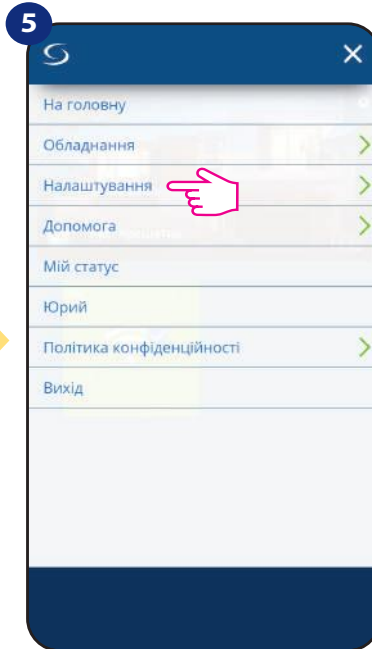 5
На головну
Обладнання
Налаштування
Допомога
Мій статус
Юрий
Політика конфіденційності
Вихід